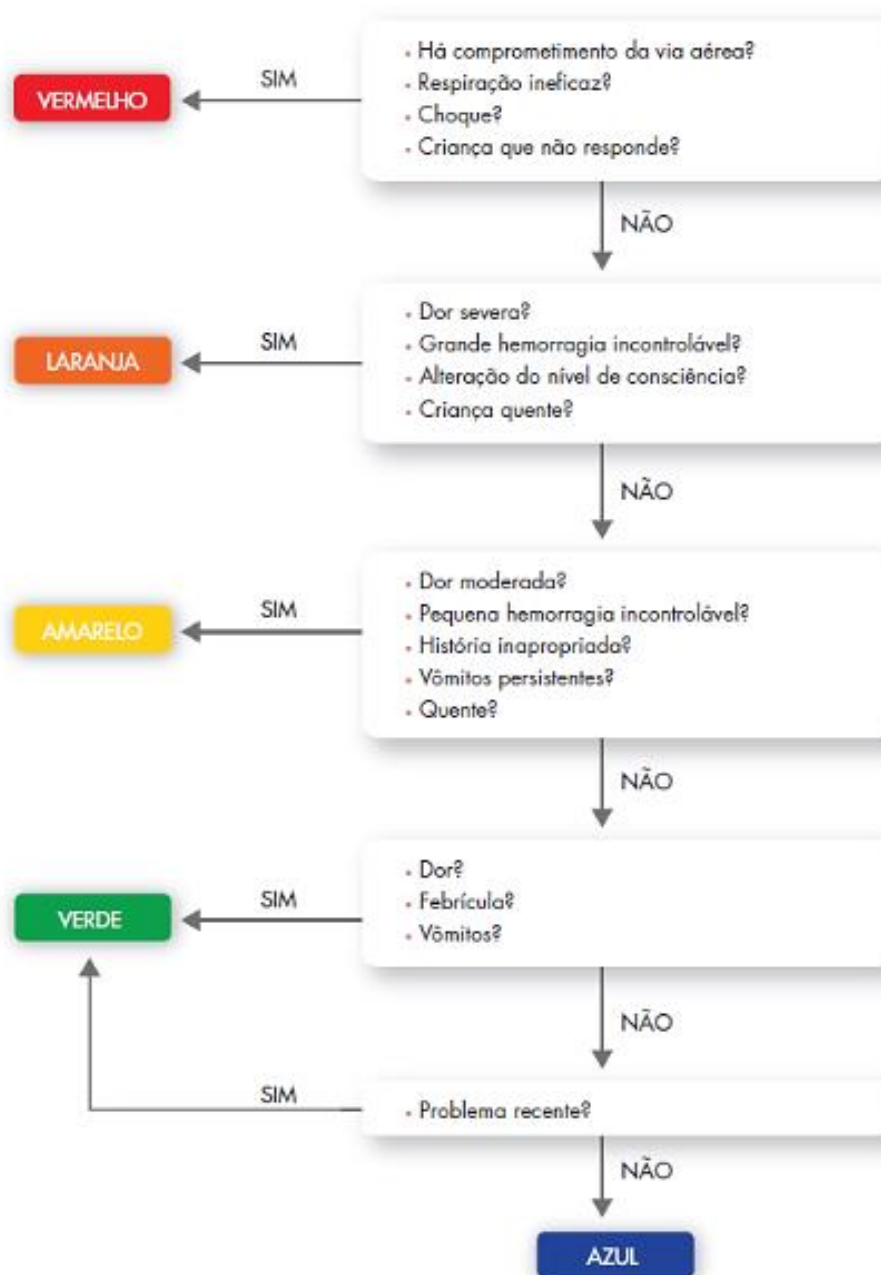 • Há comprometimento da via aérea?
• Respiração ineficaz?
• Choque?
• Criança que não responde?
SIM
VERMELHO
NÃO
• Dor severa?
• Grande hemorragia incontrolável?
• Alteração do nível de consciência?
• Criança quente?
SIM
LARANJA
NÃO
• Dor moderada?
• Pequena hemorragia incontrolável?
• História inapropriada?
• Vômitos persistentes?
• Quente?
SIM
AMARELO
NÃO
• Dor?
• Febrícula?
• Vômitos?
SIM
VERDE
NÃO
• Problema recente?
SIM
NÃO
AZUL